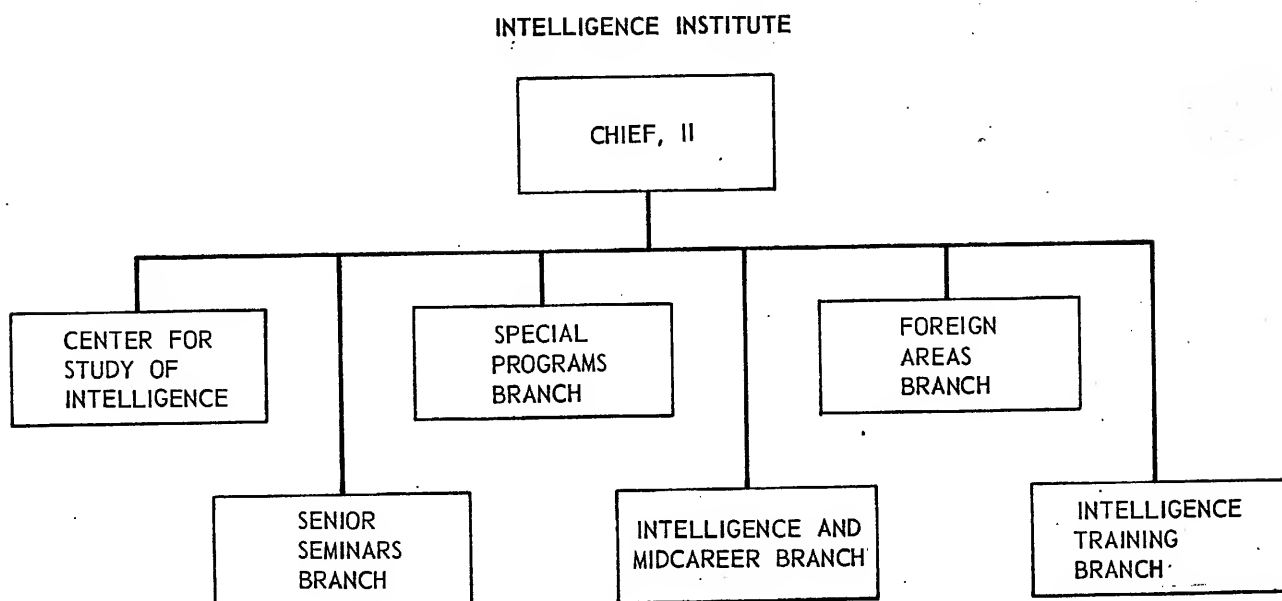 INTELLIGENCE INSTITUTE
CHIEF, II
CENTER FOR
STUDY OF
INTELLIGENCE
SPECIAL
PROGRAMS
BRANCH
FOREIGN
AREAS
BRANCH
SENIOR
SEMINARS
BRANCH
INTELLIGENCE AND
MIDCAREER BRANCH
INTELLIGENCE
TRAINING
BRANCH